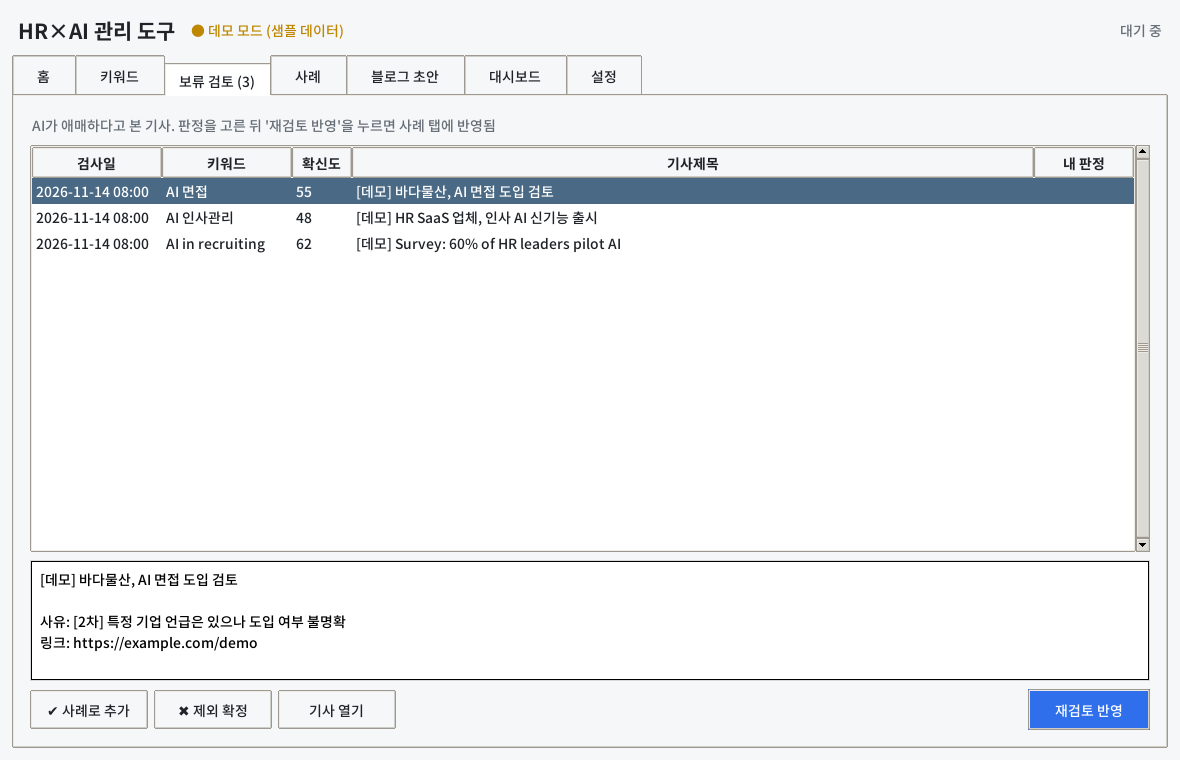 HR×AI 관리 도구 ● 데모 모드 (샘플 데이터) 대기 중
홈 키워드 보류 검토 (3) 사례 블로그 초안 대시보드 설정
AI가 애매하다고 본 기사. 판정을 고른 뒤 '재검토 반영'을 누르면 사례 탭에 반영됨
검사일 키워드 확신도 기사제목 내 판정
2026-11-14 08:00 AI 면접 55 [데모] 바다물산, AI 면접 도입 검토
2026-11-14 08:00 AI 인사관리 48 [데모] HR SaaS 업체, 인사 AI 신기능 출시
2026-11-14 08:00 AI in recruiting 62 [데모] Survey: 60% of HR leaders pilot AI
[데모] 바다물산, AI 면접 도입 검토
사유: [2차] 특정 기업 언급은 있으나 도입 여부 불명확
링크: https://example.com/demo
✔ 사례로 추가 ✖ 제외 확정 기사 열기 재검토 반영